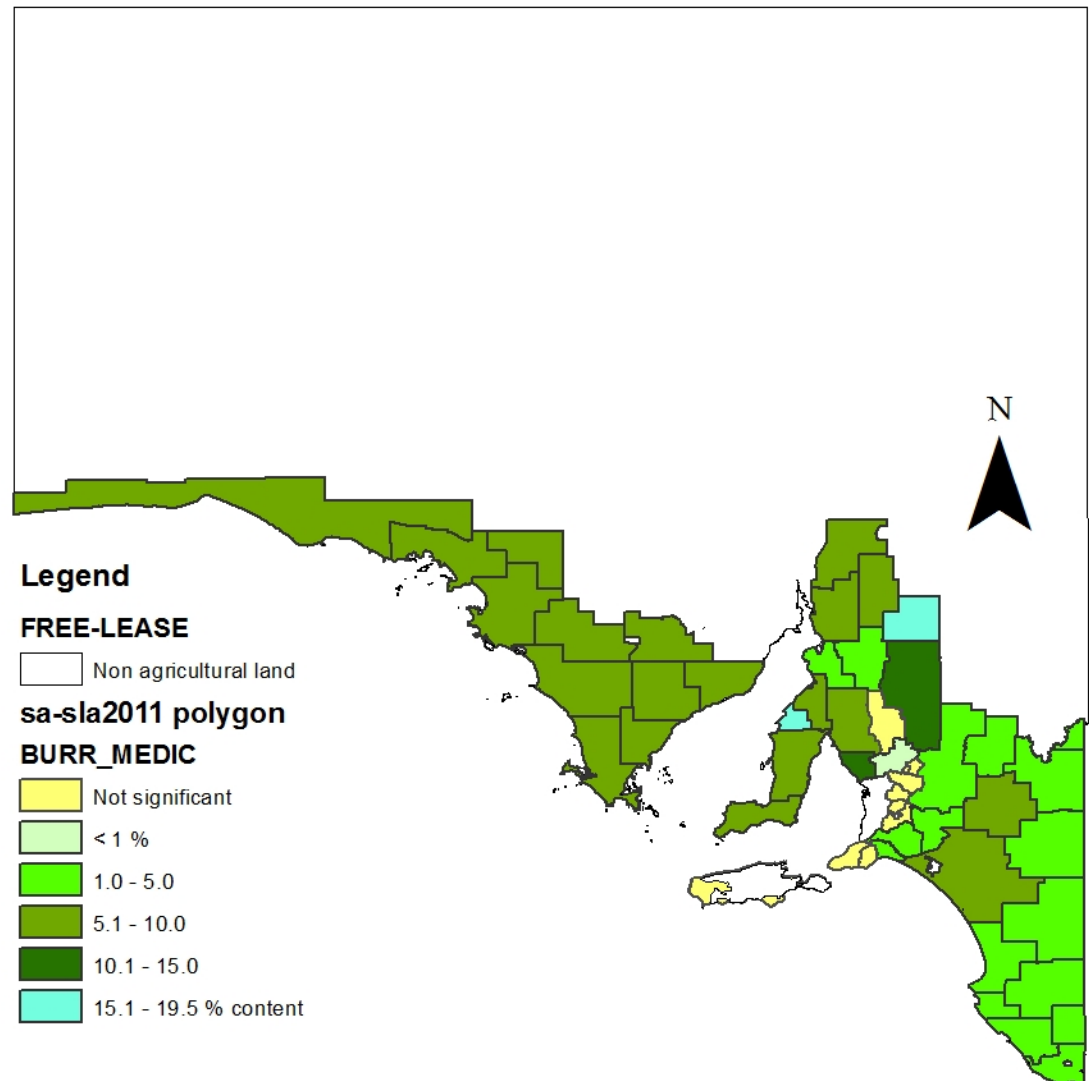 N
Legend
FREE-LEASE
Non agricultural land
sa-sla2011 polygon
BURR_MEDIC
Not significant
< 1 %
1.0 - 5.0
5.1 - 10.0
10.1 - 15.0
15.1 - 19.5 % content